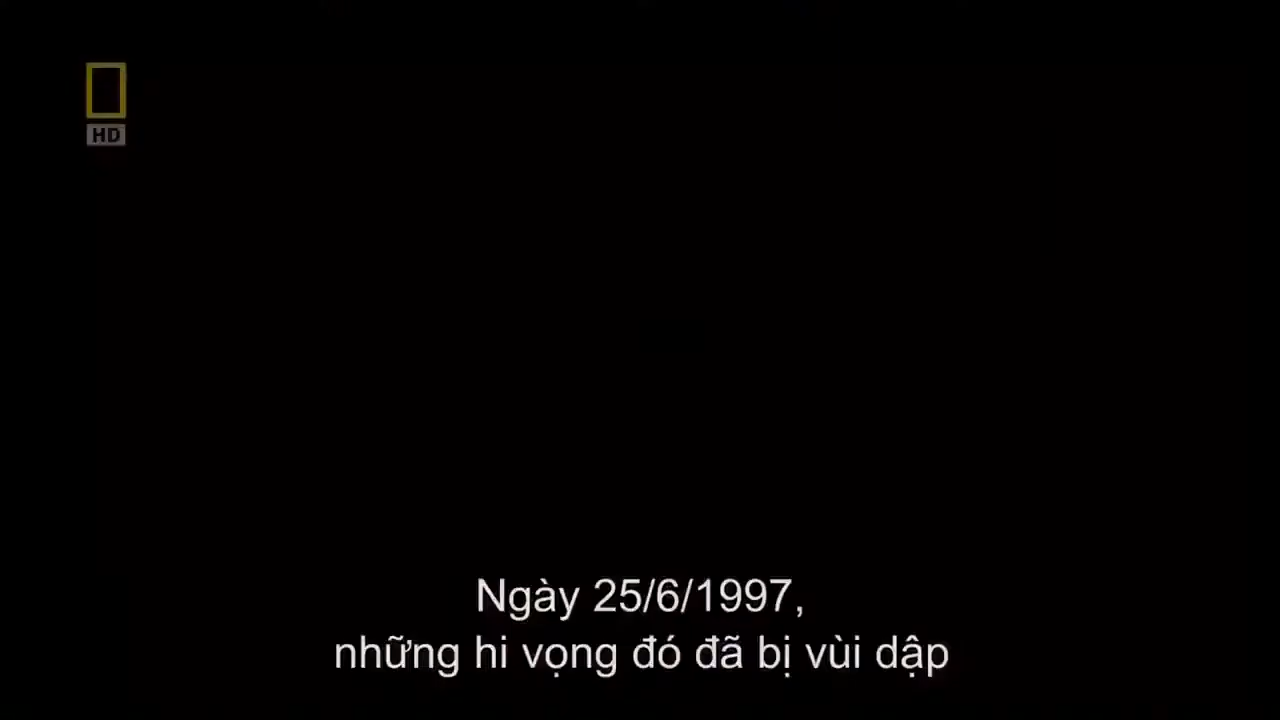 HD
Ngày 25/6/1997,
những hi vọng đó đã bị vùi dập